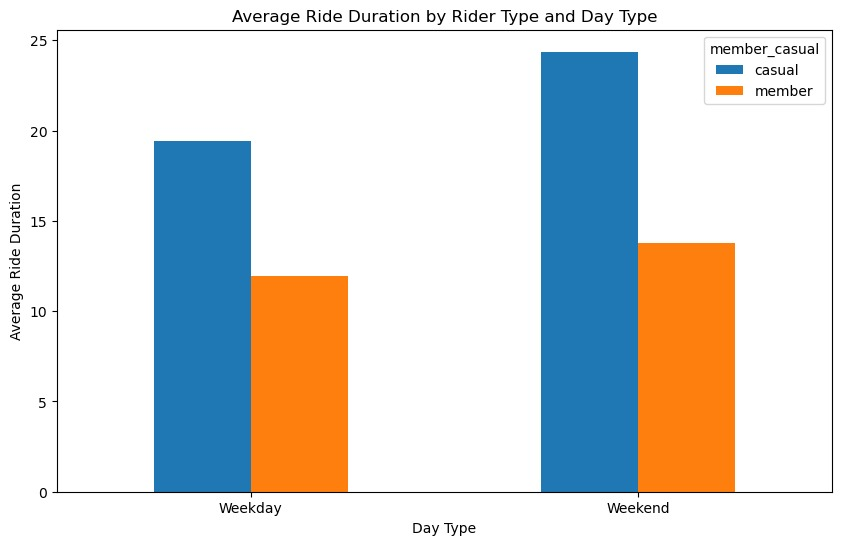 Average Ride Duration by Rider Type and Day Type
member_casual
casual
member
25
20
15
10
5
0
Average Ride Duration
Weekday
Weekend
Day Type